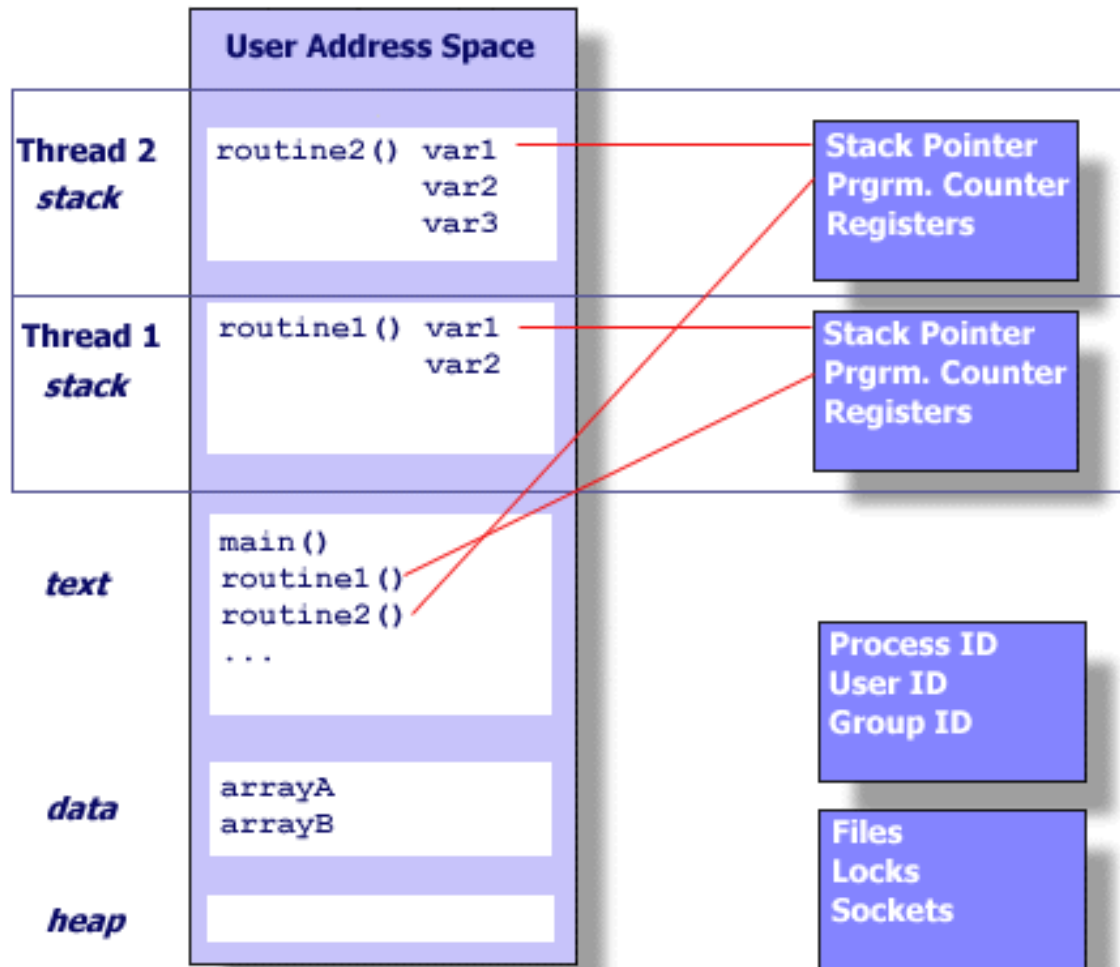 User Address Space
Thread 2
stack
routine2() var1
var2
var3
Stack Pointer
Prgrm. Counter
Registers
Thread 1
stack
routine1() var1
var2
Stack Pointer
Prgrm. Counter
Registers
text
main()
routine1()
routine2()
...
Process ID
User ID
Group ID
data
arrayA
arrayB
Files
Locks
Sockets
heap